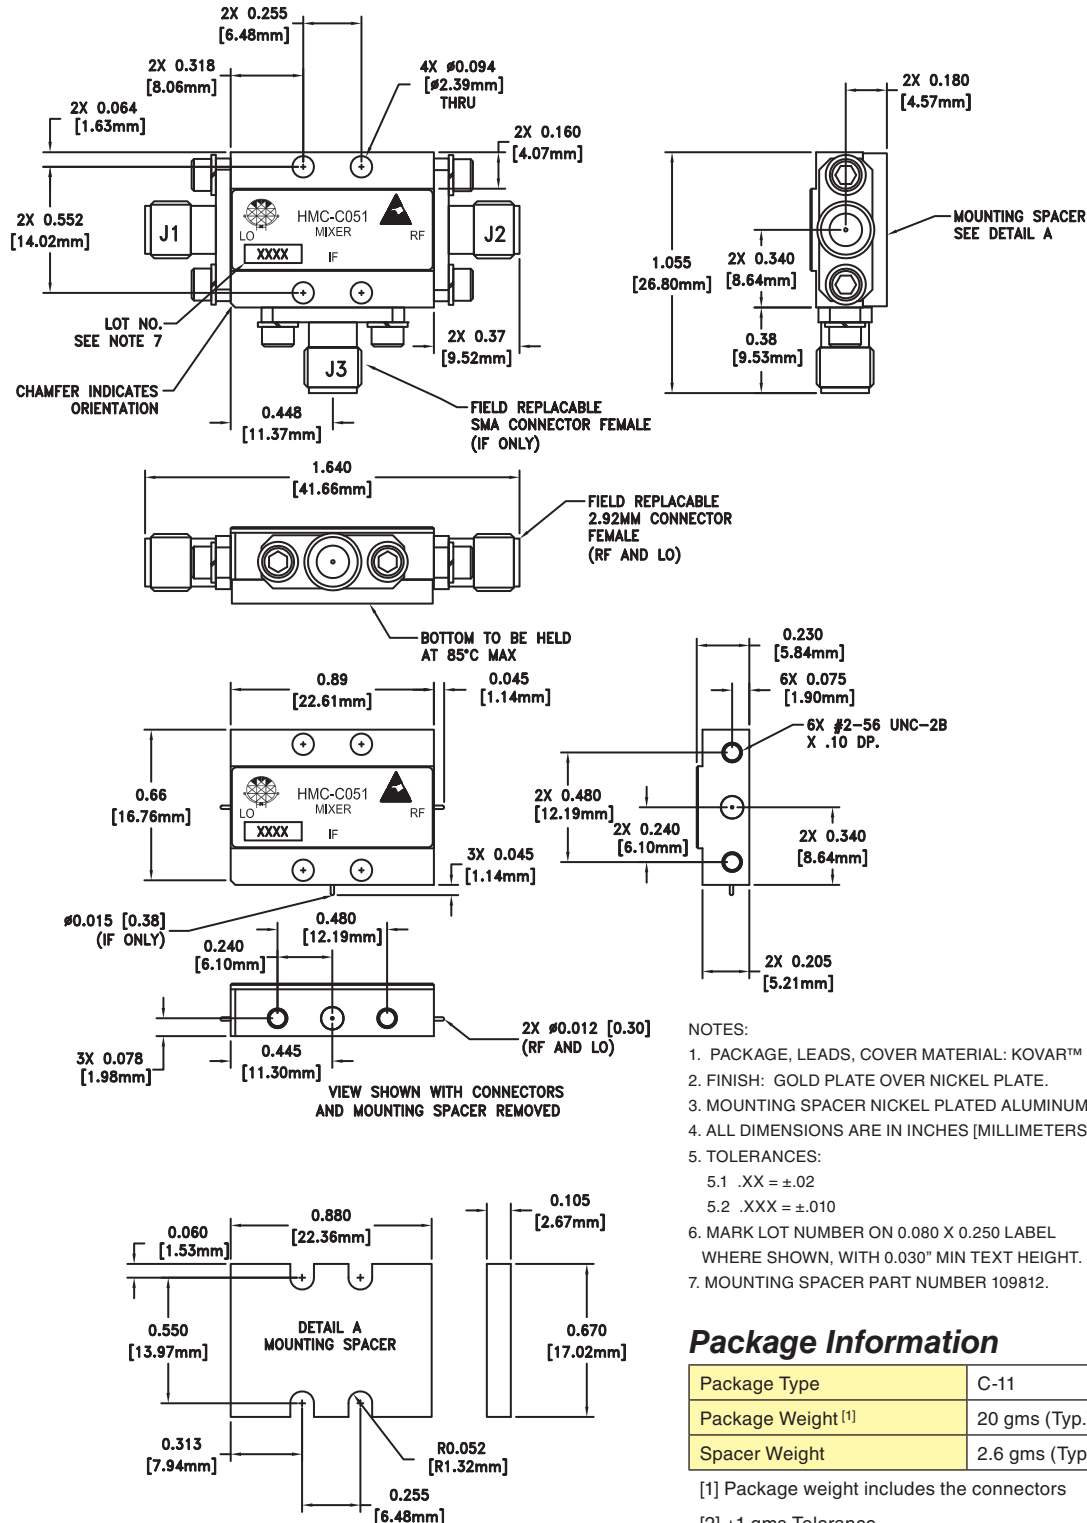 2X 0.255
[6.48mm]
2X 0.318
[8.06mm]
4X ø0.094
[ø2.39mm]
THRU
2X 0.064
[1.63mm]
2X 0.160
[4.07mm]
2X 0.552
[14.02mm]
J1
HMC-C051
MIXER
LO
RF
XXXX
IF
J2
LOT NO.
SEE NOTE 7
CHAMFER INDICATES
ORIENTATION
J3
2X 0.37
[9.52mm]
0.448
[11.37mm]
FIELD REPLACABLE
SMA CONNECTOR FEMALE
(IF ONLY)
2X 0.180
[4.57mm]
MOUNTING SPACER
SEE DETAIL A
1.055
[26.80mm]
2X 0.340
[8.64mm]
0.38
[9.53mm]
1.640
[41.66mm]
FIELD REPLACABLE
2.92MM CONNECTOR
FEMALE
(RF AND LO)
BOTTOM TO BE HELD
AT 85°C MAX
0.89
[22.61mm]
0.045
[1.14mm]
0.66
[16.76mm]
HMC-C051
MIXER
LO
RF
XXXX
IF
3X 0.045
[1.14mm]
ø0.015 [0.38]
(IF ONLY)
0.230
[5.84mm]
6X 0.075
[1.90mm]
6X #2-56 UNC-2B
X .10 DP.
2X 0.480
[12.19mm]
2X 0.240
[6.10mm]
2X 0.340
[8.64mm]
2X 0.205
[5.21mm]
0.480
[12.19mm]
0.240
[6.10mm]
2X ø0.012 [0.30]
(RF AND LO)
3X 0.078
[1.98mm]
0.445
[11.30mm]
VIEW SHOWN WITH CONNECTORS
AND MOUNTING SPACER REMOVED
NOTES:
1. PACKAGE, LEADS, COVER MATERIAL: KOVAR™
2. FINISH: GOLD PLATE OVER NICKEL PLATE.
3. MOUNTING SPACER NICKEL PLATED ALUMINUM
4. ALL DIMENSIONS ARE IN INCHES [MILLIMETERS
5. TOLERANCES:
5.1 .XX = ±.02
5.2 .XXX = ±.010
6. MARK LOT NUMBER ON 0.080 X 0.250 LABEL
WHERE SHOWN, WITH 0.030” MIN TEXT HEIGHT.
7. MOUNTING SPACER PART NUMBER 109812.
0.880
[22.36mm]
0.105
[2.67mm]
0.060
[1.53mm]
0.550
[13.97mm]
DETAIL A
MOUNTING SPACER
0.670
[17.02mm]
0.313
[7.94mm]
R0.052
[R1.32mm]
0.255
[6.48mm]
Package Information
Package Type C-11
Package Weight [1] 20 gms (Typ.
Spacer Weight 2.6 gms (Typ
[1] Package weight includes the connectors
[2] ±1 gms Tolerance